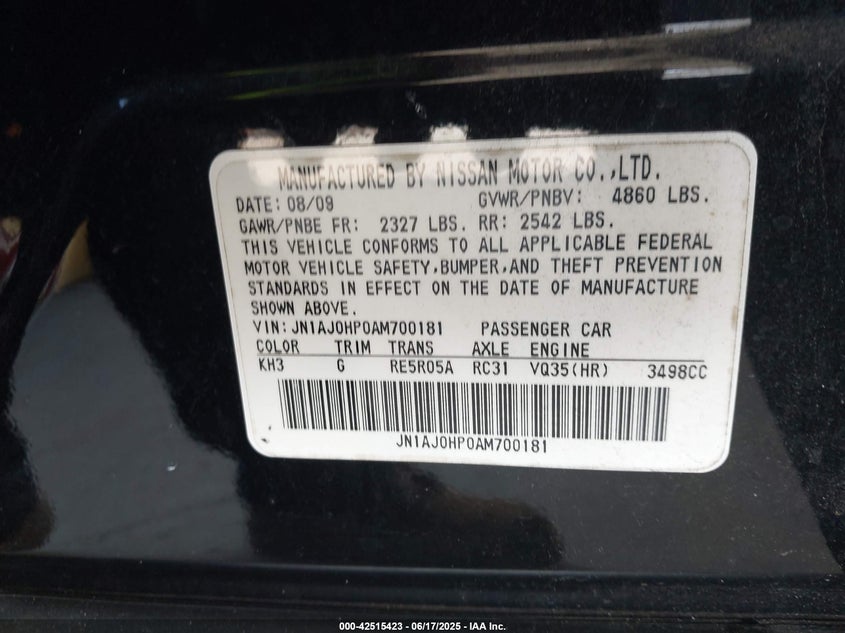 MANUFACTURED BY NISSAN MOTOR CO.,LTD.
DATE: 08/09 GVWR/PNBV: 4860 LBS.
GAWR/PNBE FR: 2327 LBS. RR: 2542 LBS.
THIS VEHICLE CONFORMS TO ALL APPLICABLE FEDERAL
MOTOR VEHICLE SAFETY,BUMPER,AND THEFT PREVENTION
STANDARDS IN EFFECT ON THE DATE OF MANUFACTURE
SHOWN ABOVE.
VIN: JN1AJ0HP0AM700181 PASSENGER CAR
COLOR TRIM TRANS AXLE ENGINE
KH3 G RE5R05A RC31 VQ35(HR) 3498CC
JN1AJ0HP0AM700181
000-42515423 - 06/17/2025 - IAA Inc.